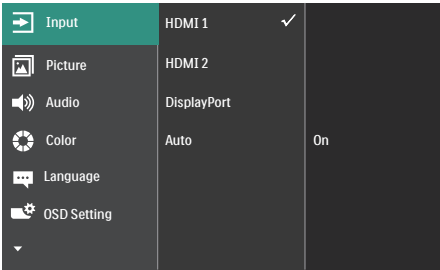 Input
HDMI 1
Picture
HDMI 2
Audio
DisplayPort
Color
Auto
On
Language
OSD Setting